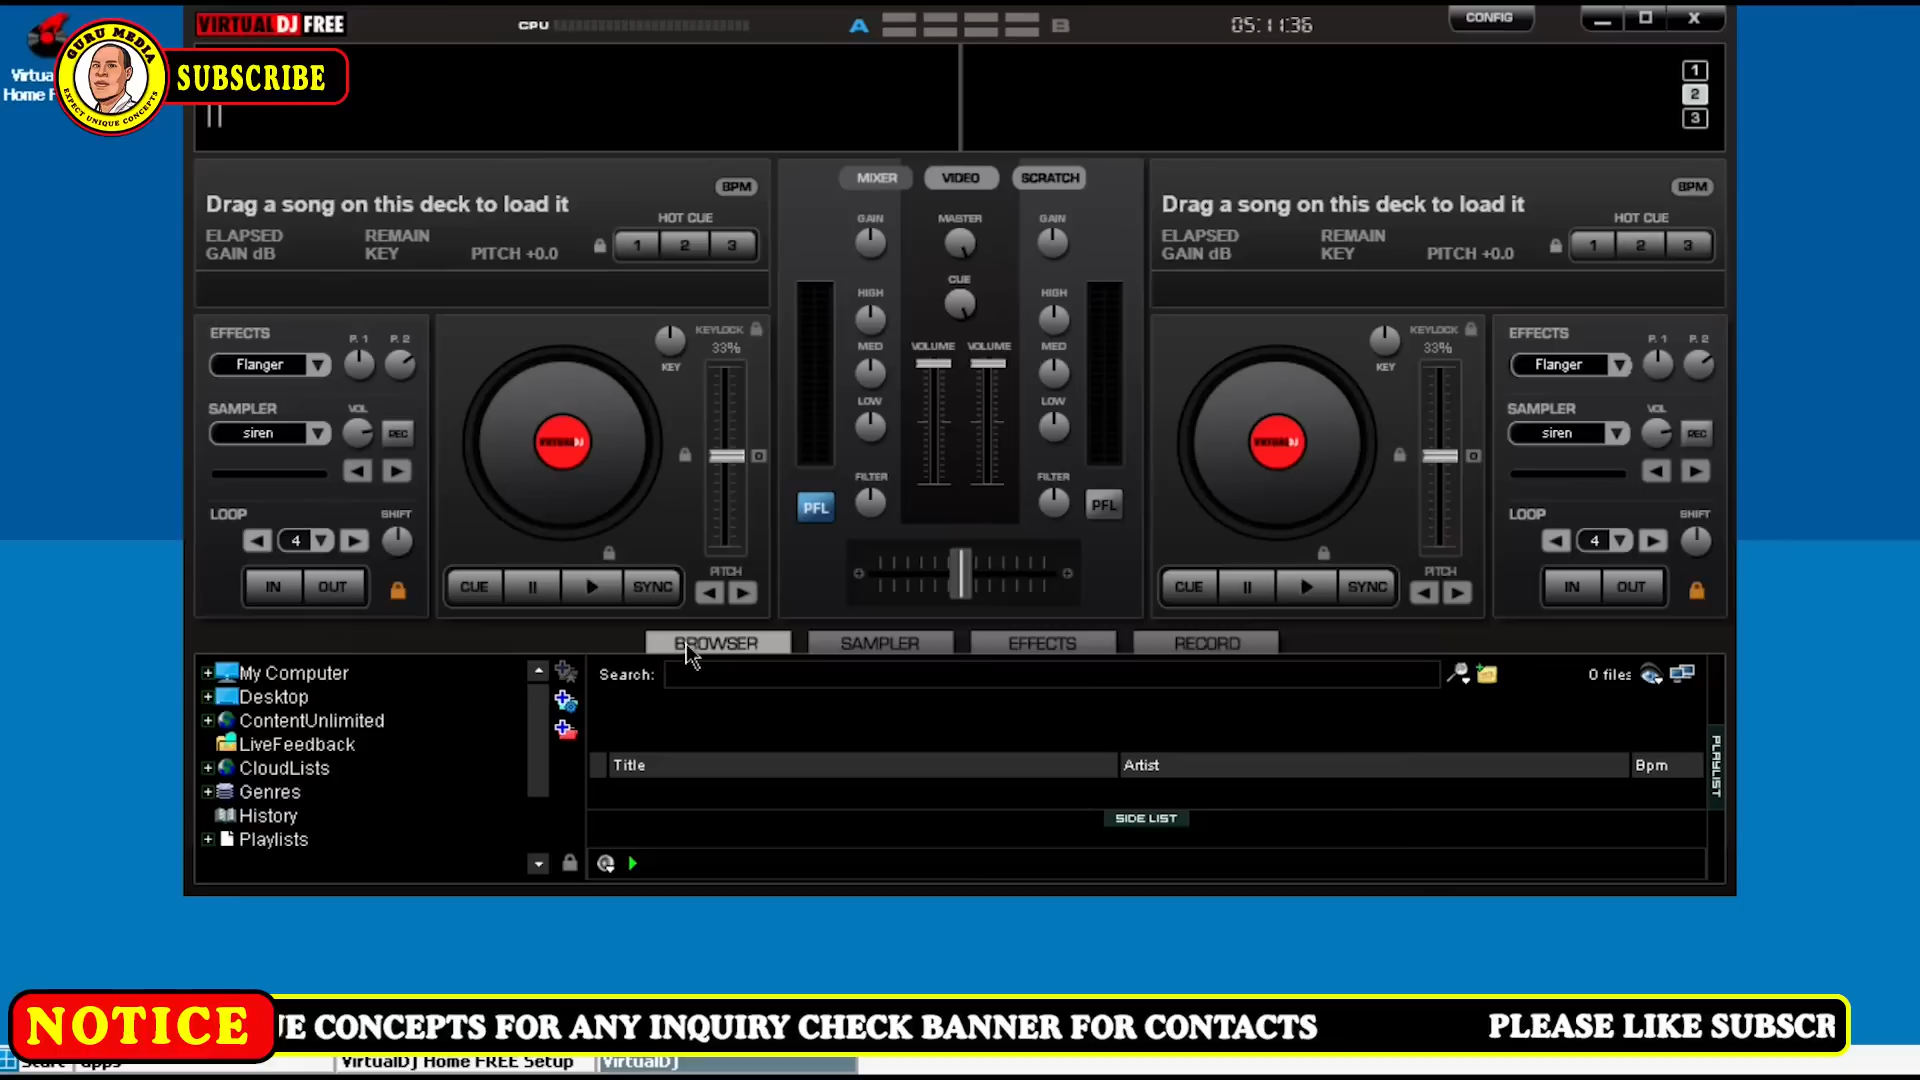 VIRTUALDJ FREE
CPU
A
B
05:11:36
CONFIG
X
Virtua
Home F
GURU MEDIA
EXPECT UNIQUE CONCEPTS
SUBSCRIBE
1
2
3
MIXER
VIDEO
SCRATCH
Drag a song on this deck to load it
BPM
ELAPSED
REMAIN
HOT CUE
GAIN dB
KEY
PITCH +0.0
1 2 3
GAIN
MASTER
GAIN
CUE
HIGH
HIGH
MED
VOLUME
VOLUME
MED
LOW
LOW
FILTER
FILTER
PFL
PFL
Drag a song on this deck to load it
BPM
ELAPSED
REMAIN
HOT CUE
GAIN dB
KEY
PITCH +0.0
1 2 3
EFFECTS
P. 1
P. 2
Flanger
SAMPLER
VOL
siren
REC
LOOP
SHIFT
4
IN
OUT
KEY
KEYLOCK
33%
VIRTUALDJ
CUE
SYNC
PITCH
KEY
KEYLOCK
33%
VIRTUALDJ
CUE
SYNC
PITCH
EFFECTS
P. 1
P. 2
Flanger
SAMPLER
VOL
siren
REC
LOOP
SHIFT
4
IN
OUT
BROWSER
SAMPLER
EFFECTS
RECORD
My Computer
Desktop
ContentUnlimited
LiveFeedback
CloudLists
Genres
History
Playlists
Search:
0 files
Title
Artist
Bpm
PLAYLIST
SIDE LIST
NOTICE
UE CONCEPTS FOR ANY INQUIRY CHECK BANNER FOR CONTACTS
PLEASE LIKE SUBSCR
Start
apps
VirtualDJ Home FREE Setup
VirtualDJ